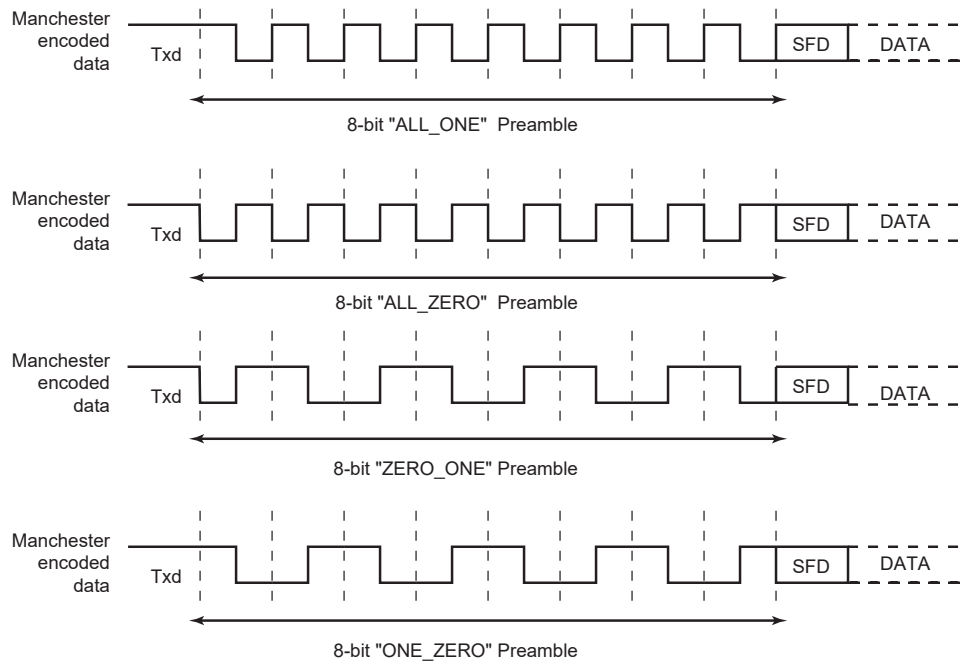 Manchester
encoded
data
Txd
SFD
DATA
8-bit "ALL_ONE" Preamble
Manchester
encoded
data
Txd
SFD
DATA
8-bit "ALL_ZERO" Preamble
Manchester
encoded
data
Txd
SFD
DATA
8-bit "ZERO_ONE" Preamble
Manchester
encoded
data
Txd
SFD
DATA
8-bit "ONE_ZERO" Preamble